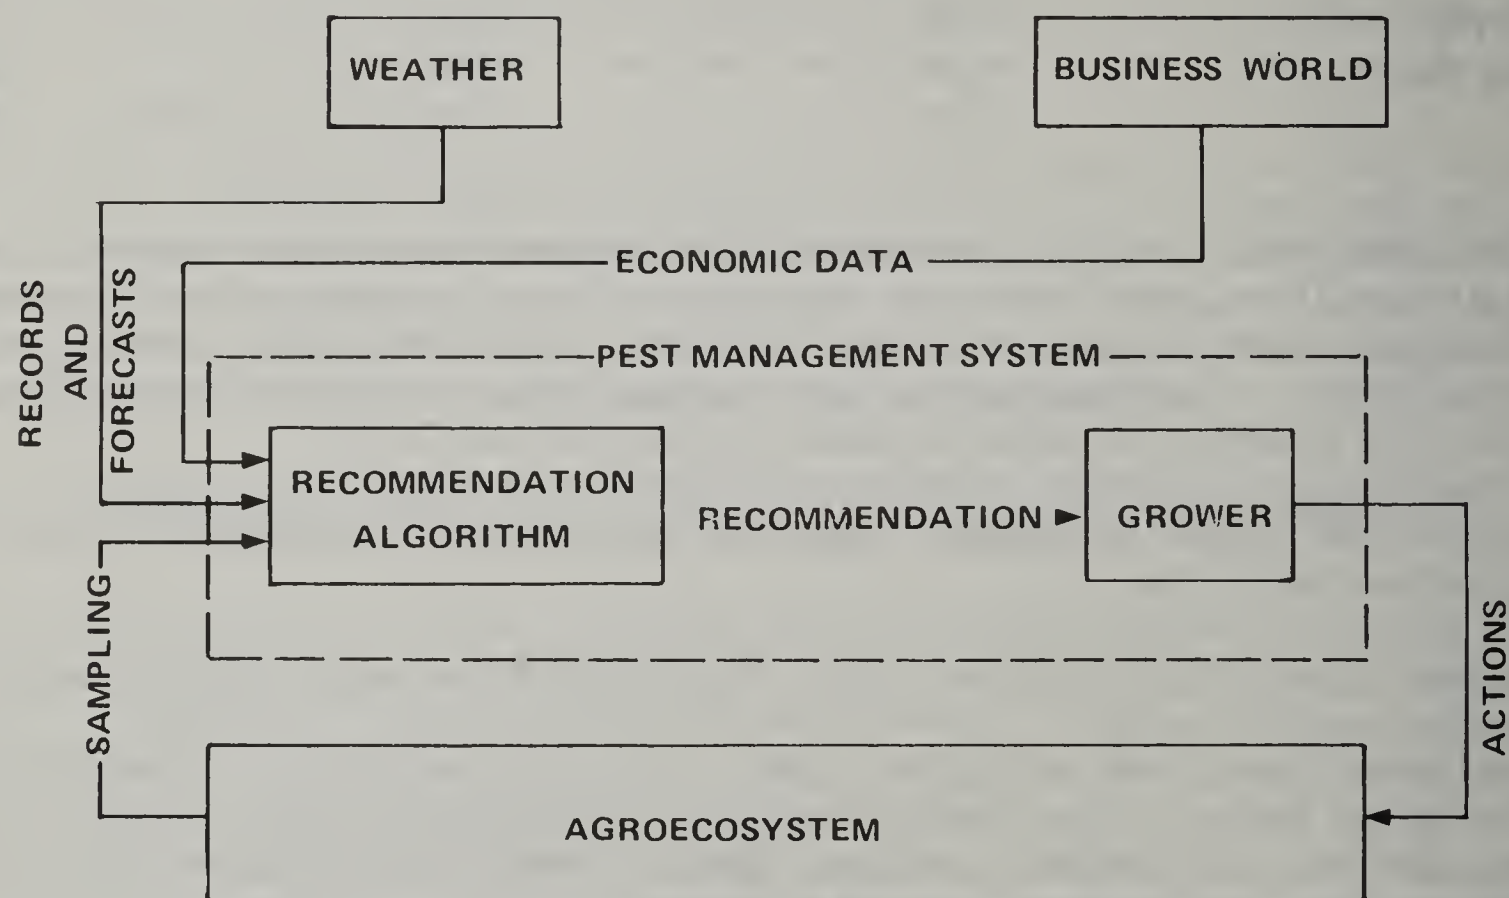 WEATHER
BUSINESS WORLD
ECONOMIC DATA
RECORDS
AND
FORECASTS
PEST MANAGEMENT SYSTEM
RECOMMENDATION
ALGORITHM
RECOMMENDATION
GROWER
SAMPLING
ACTIONS
AGROECOSYSTEM